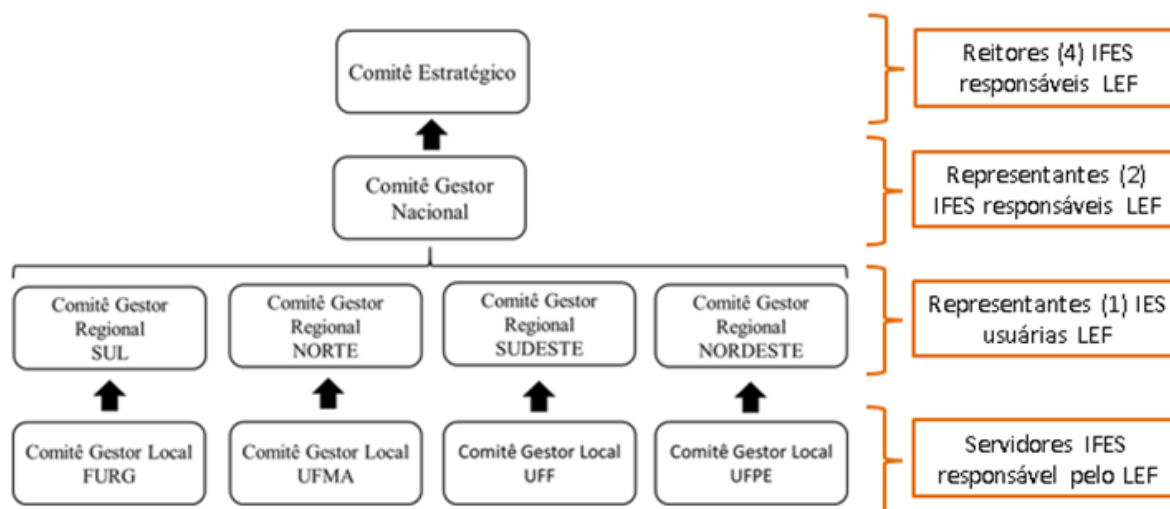 Comitê Estratégico
Reitores (4) IFES
responsáveis LEF
Comitê Gestor
Nacional
Representantes (2)
IFES responsáveis LEF
Comitê Gestor
Regional
SUL
Comitê Gestor
Regional
NORTE
Comitê Gestor
Regional
SUDESTE
Comitê Gestor
Regional
NORDESTE
Representantes (1) IES
usuárias LEF
Comitê Gestor Local
FURG
Comitê Gestor Local
UFMA
Comitê Gestor Local
UFF
Comitê Gestor Local
UFPE
Servidores IFES
responsável pelo LEF